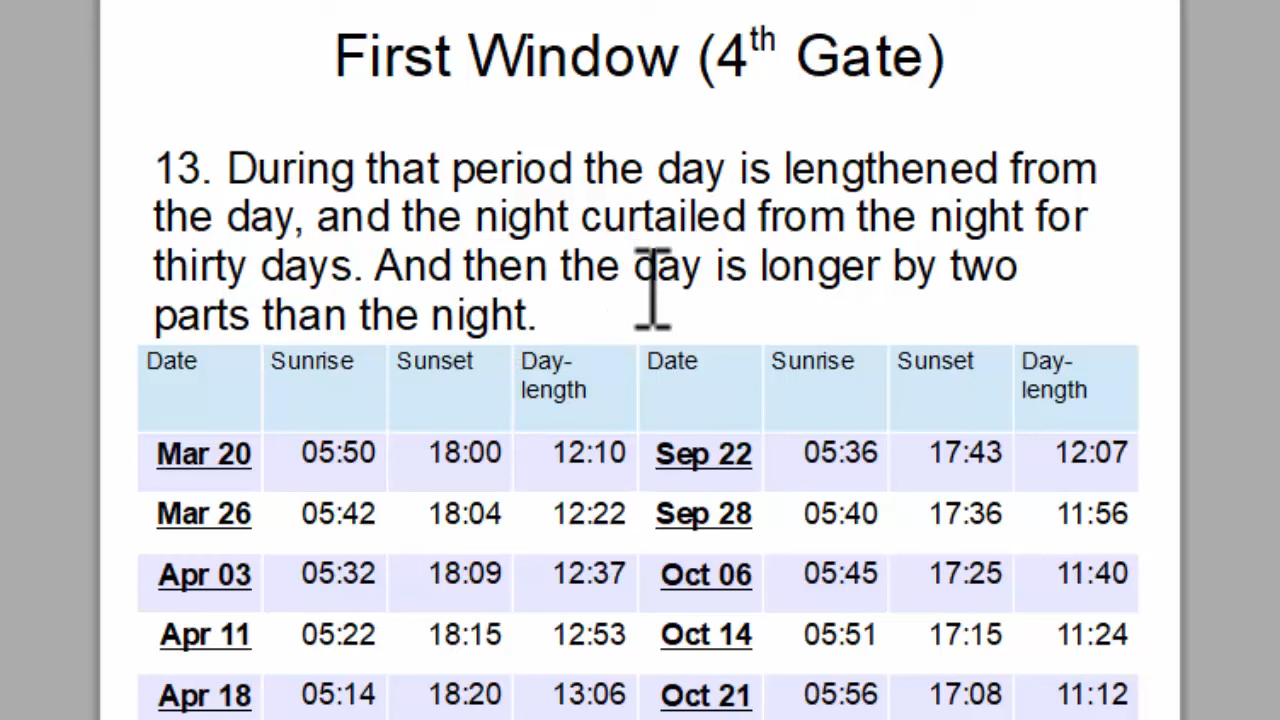 First Window (4th Gate)
13. During that period the day is lengthened from
the day, and the night curtailed from the night for
thirty days. And then the day is longer by two
parts than the night.
Date Sunrise Sunset Day-length Date Sunrise Sunset Day-length
Mar 20 05:50 18:00 12:10 Sep 22 05:36 17:43 12:07
Mar 26 05:42 18:04 12:22 Sep 28 05:40 17:36 11:56
Apr 03 05:32 18:09 12:37 Oct 06 05:45 17:25 11:40
Apr 11 05:22 18:15 12:53 Oct 14 05:51 17:15 11:24
Apr 18 05:14 18:20 13:06 Oct 21 05:56 17:08 11:12